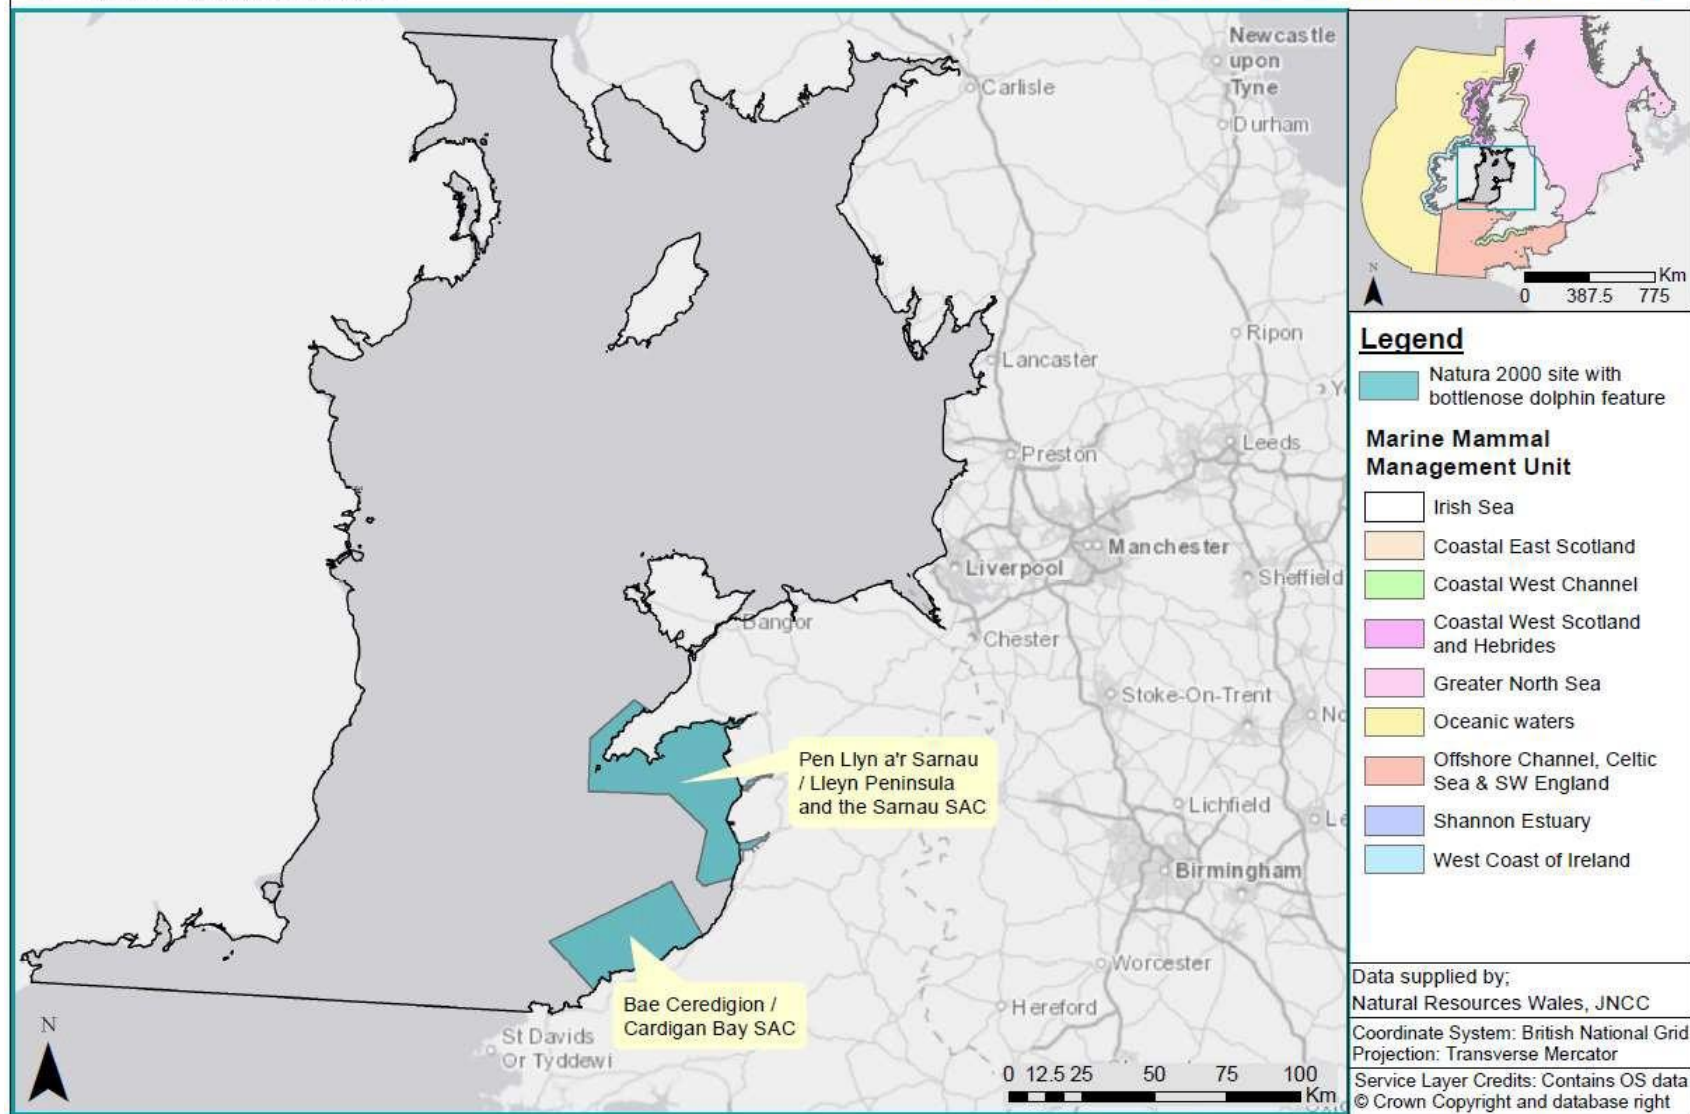 Newcastle
upon
Tyne
Carlisle
Durham
Ripon
Lancaster
Leeds
Preston
Manchester
Liverpool
Sheffield
Bangor
Chester
Stoke-On-Trent
Pen Llyn a'r Sarnau
/ Lleyn Peninsula
and the Sarnau SAC
Lichfield
Birmingham
Worcester
Bae Ceredigion /
Cardigan Bay SAC
Hereford
N
St Davids
Or Tyddewi
0 12.5 25 50 75 100
Km
N
Km
0 387.5 775
Legend
Natura 2000 site with
bottlenose dolphin feature
Marine Mammal
Management Unit
Irish Sea
Coastal East Scotland
Coastal West Channel
Coastal West Scotland
and Hebrides
Greater North Sea
Oceanic waters
Offshore Channel, Celtic
Sea & SW England
Shannon Estuary
West Coast of Ireland
Data supplied by;
Natural Resources Wales, JNCC
Coordinate System: British National Grid
Projection: Transverse Mercator
Service Layer Credits: Contains OS data
© Crown Copyright and database right